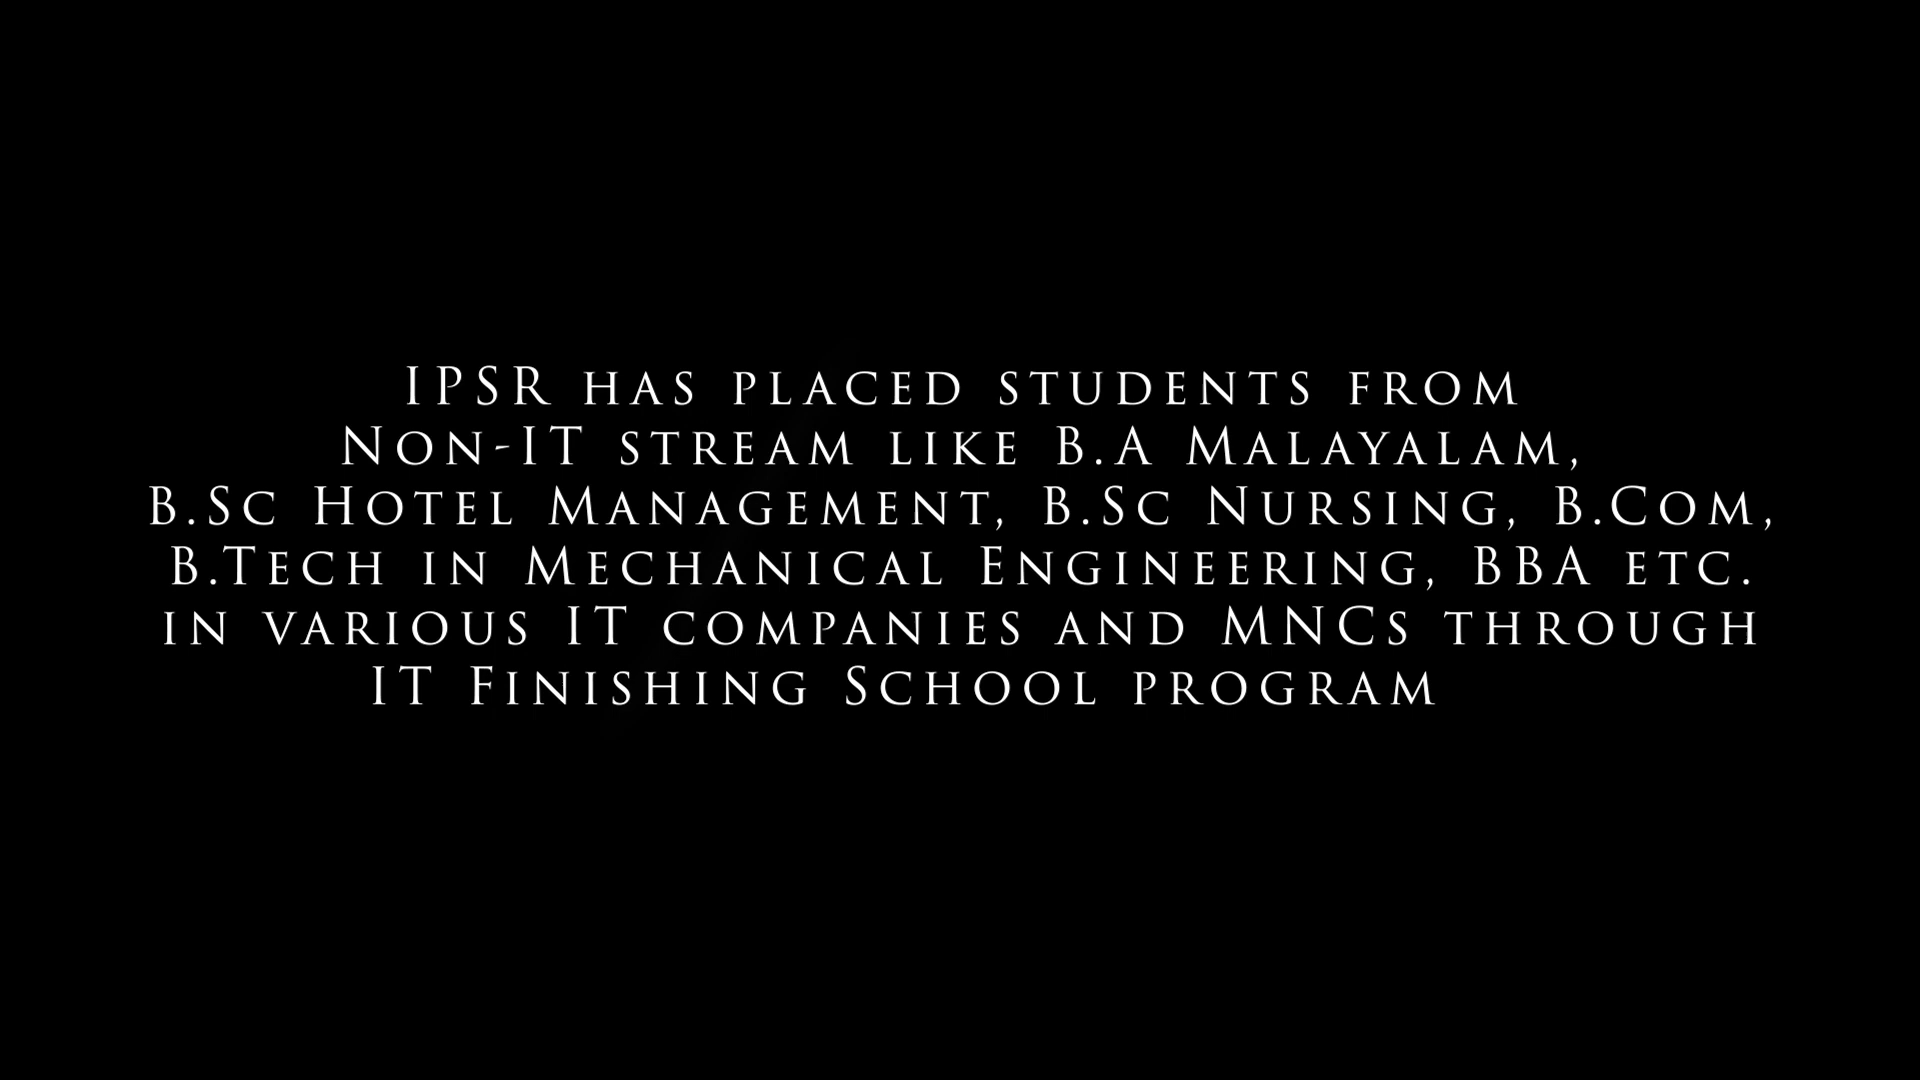 IPSR has placed students from
Non-IT stream like B.A Malayalam,
B.Sc Hotel Management, B.Sc Nursing, B.Com,
B.Tech in Mechanical Engineering, BBA etc.
in various IT companies and MNCs through
IT Finishing School program